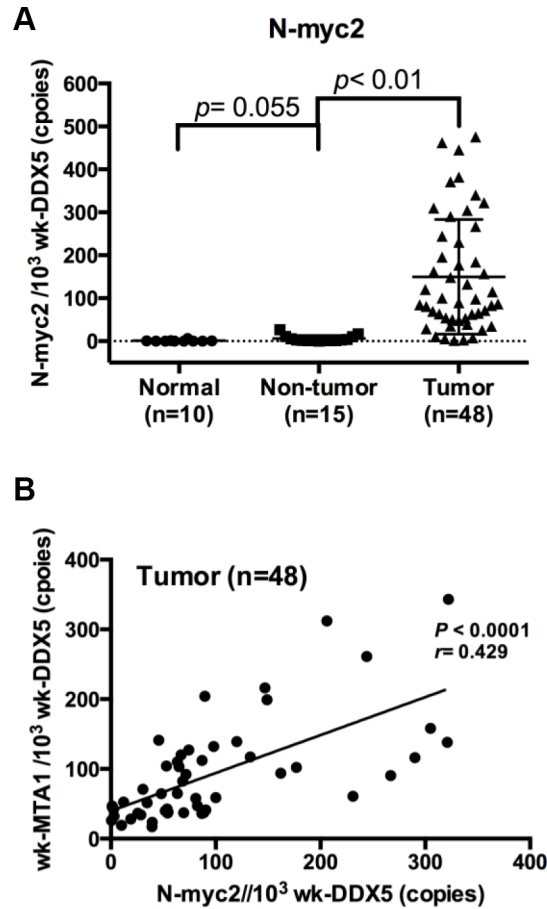 A
N-myc2
N-myc2 /10³ wk-DDX5 (cpoies)
600
500
400
300
200
100
0
p= 0.055
p< 0.01
Normal
(n=10)
Non-tumor
(n=15)
Tumor
(n=48)
B
wk-MTA1 /10³ wk-DDX5 (cpoies)
400
300
200
100
0
Tumor (n=48)
P < 0.0001
r= 0.429
0
100
200
300
400
N-myc2//10³ wk-DDX5 (copies)